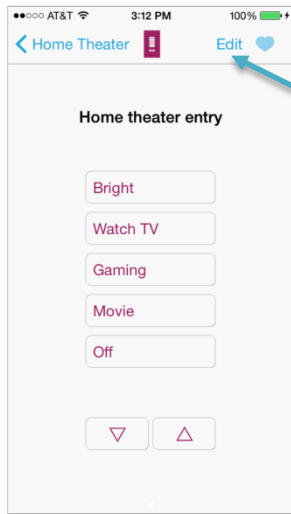 AT&T 3:12 PM 100%
Home Theater Edit
Home theater entry
Bright
Watch TV
Gaming
Movie
Off